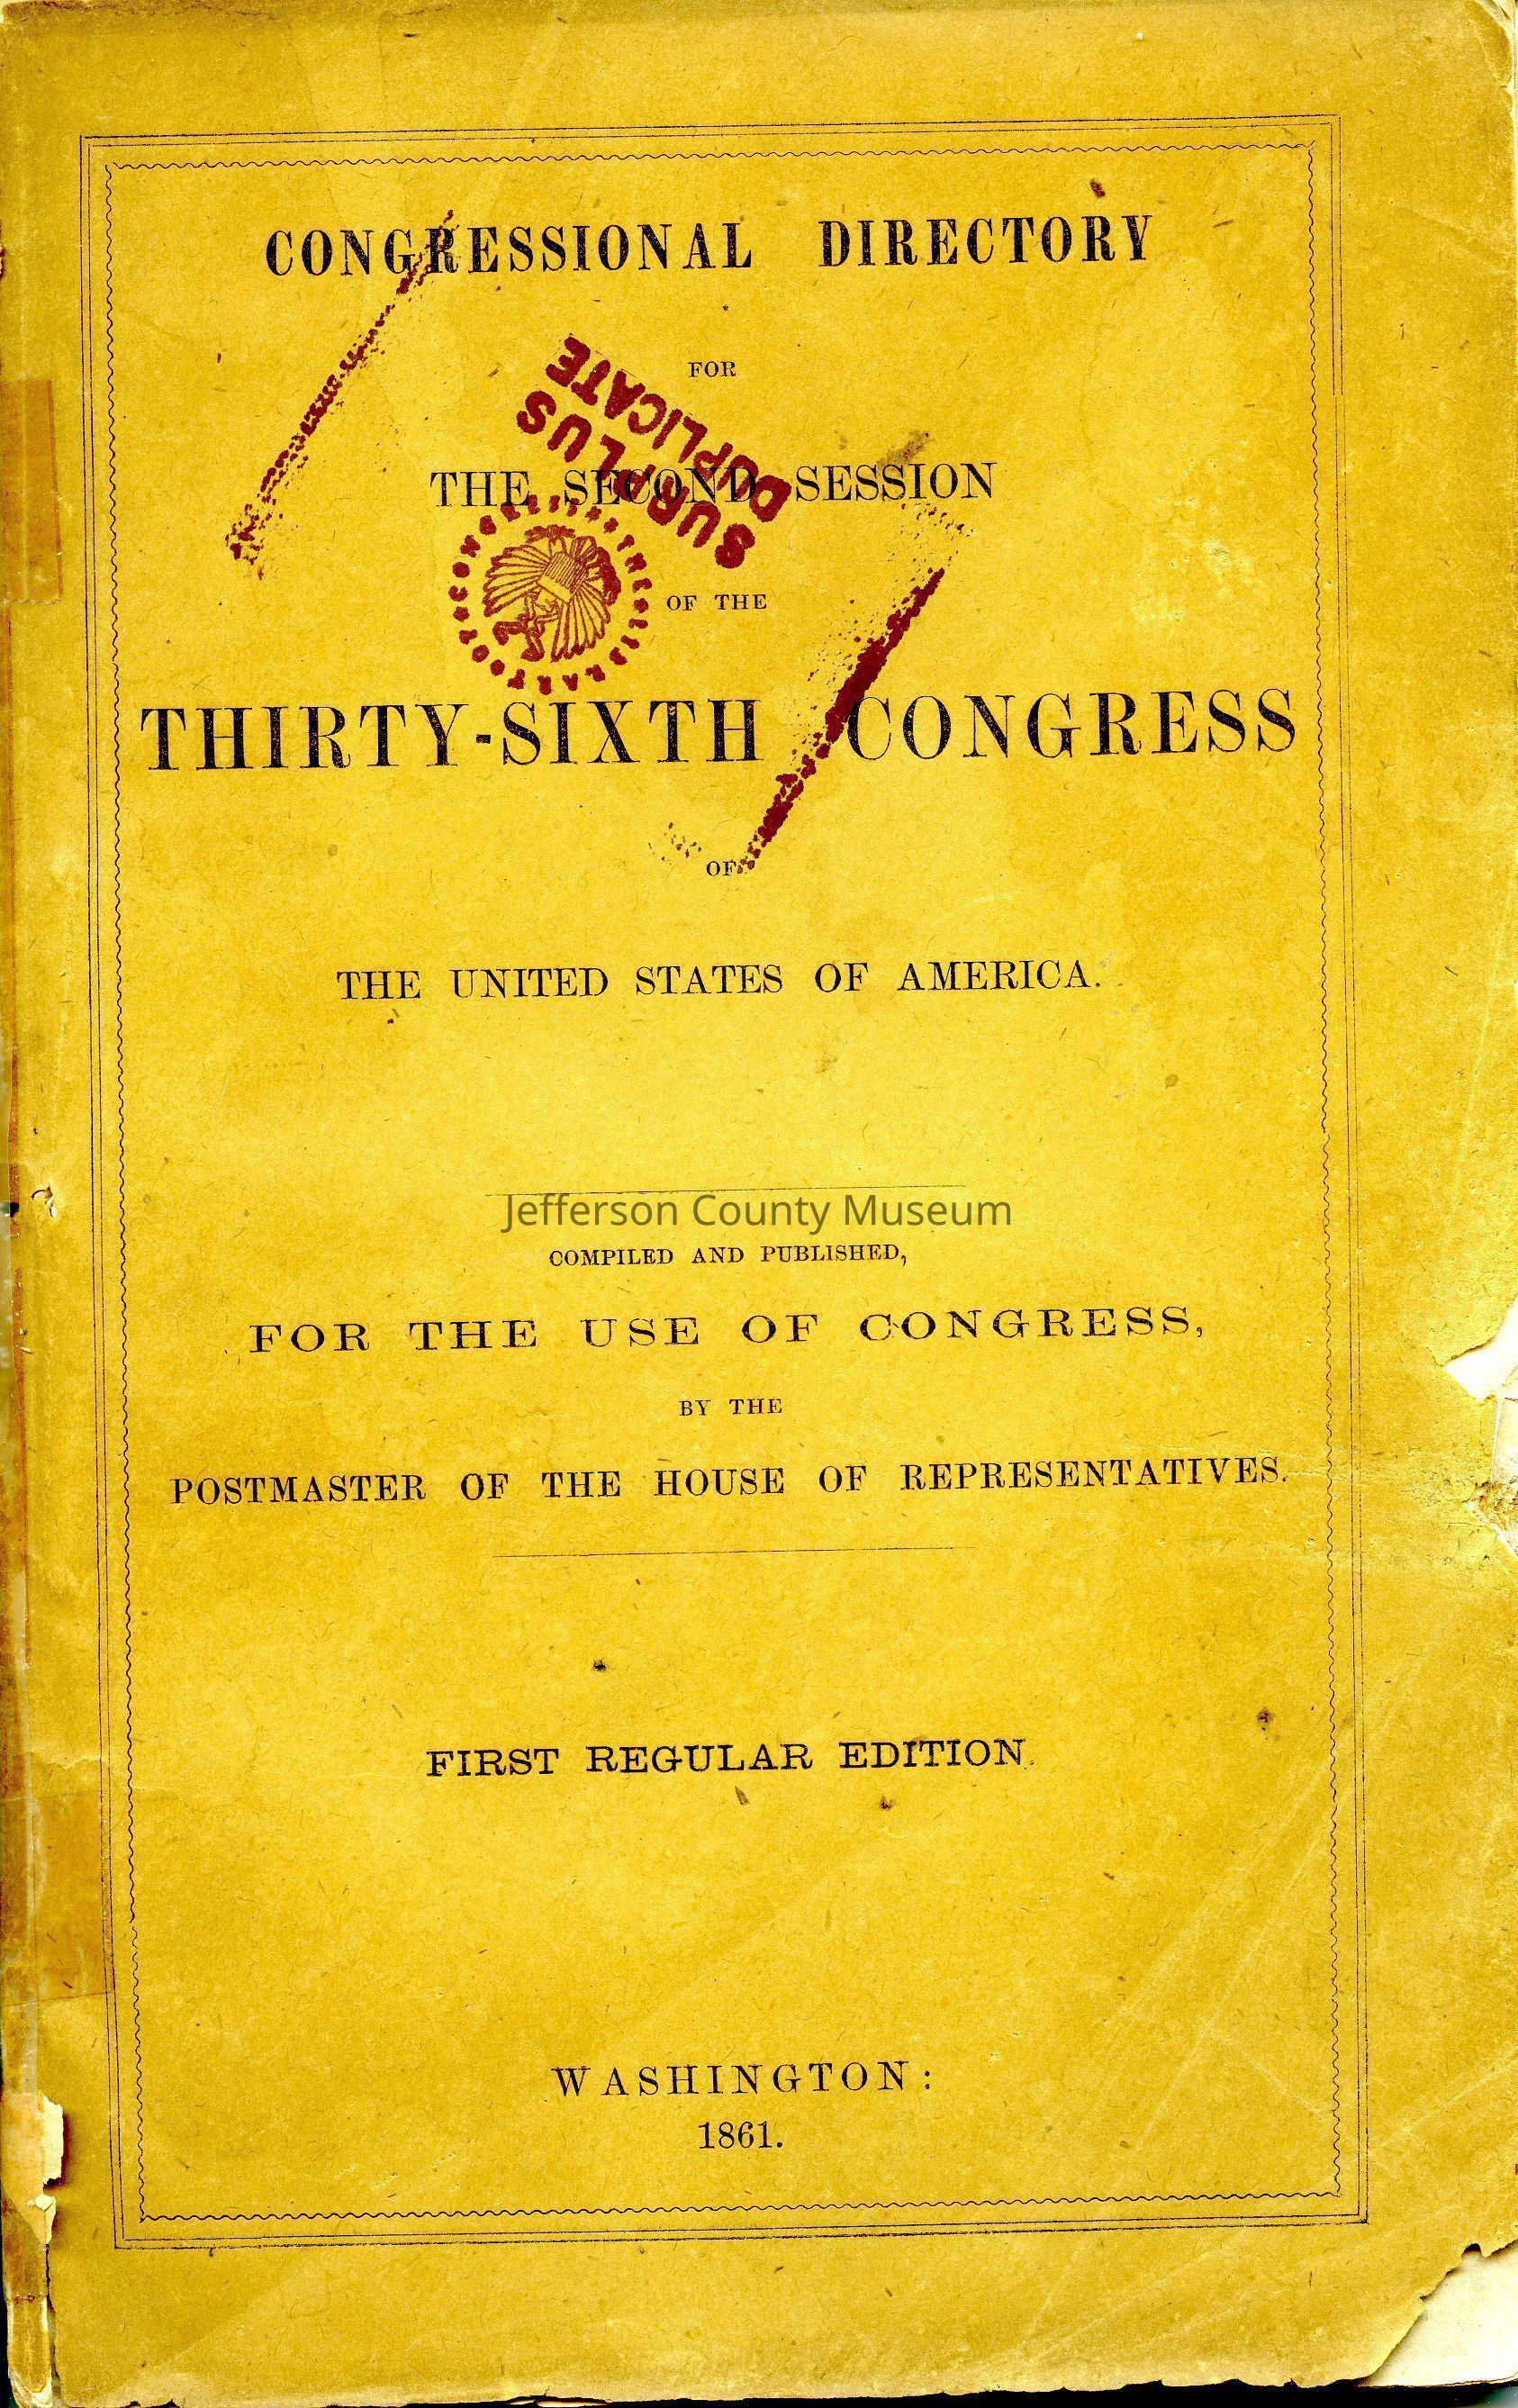 CONGRESSIONAL DIRECTORY
FOR
SURPLUS
DUPLICATE
THE SECOND SESSION
OF THE
THIRTY-SIXTH CONGRESS
OF
THE UNITED STATES OF AMERICA.
Jefferson County Museum
COMPILED AND PUBLISHED,
FOR THE USE OF CONGRESS,
BY THE
POSTMASTER OF THE HOUSE OF REPRESENTATIVES.
FIRST REGULAR EDITION.
WASHINGTON:
1861.